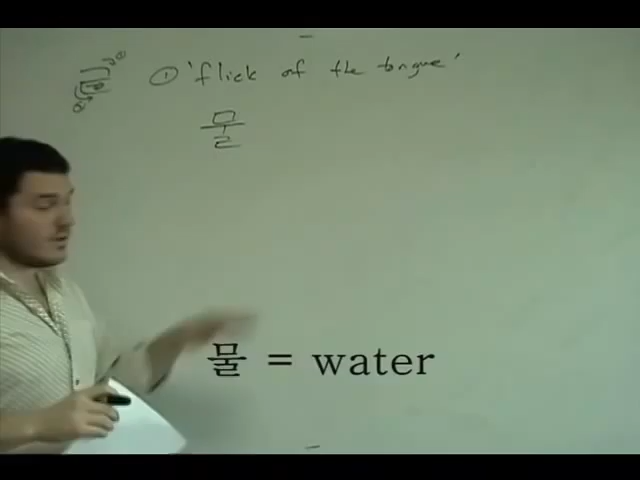 ㄹ ① 'flick of the tongue'
물
물 = water